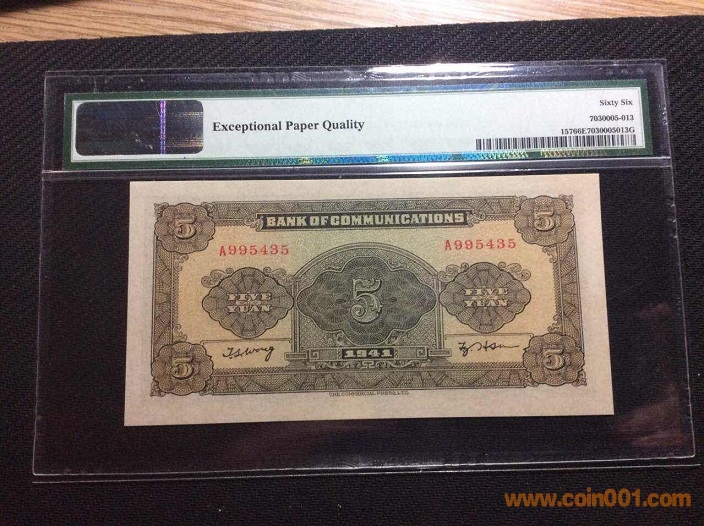 Sixty Six
Exceptional Paper Quality
7030005-013
15766E7030005013G
5 BANK OF COMMUNICATIONS 5
A995435 A995435
FIVE YUAN 5 FIVE YUAN
1941
5 5
THE COMMERCIAL PRESS, LTD.
www.coin001.com